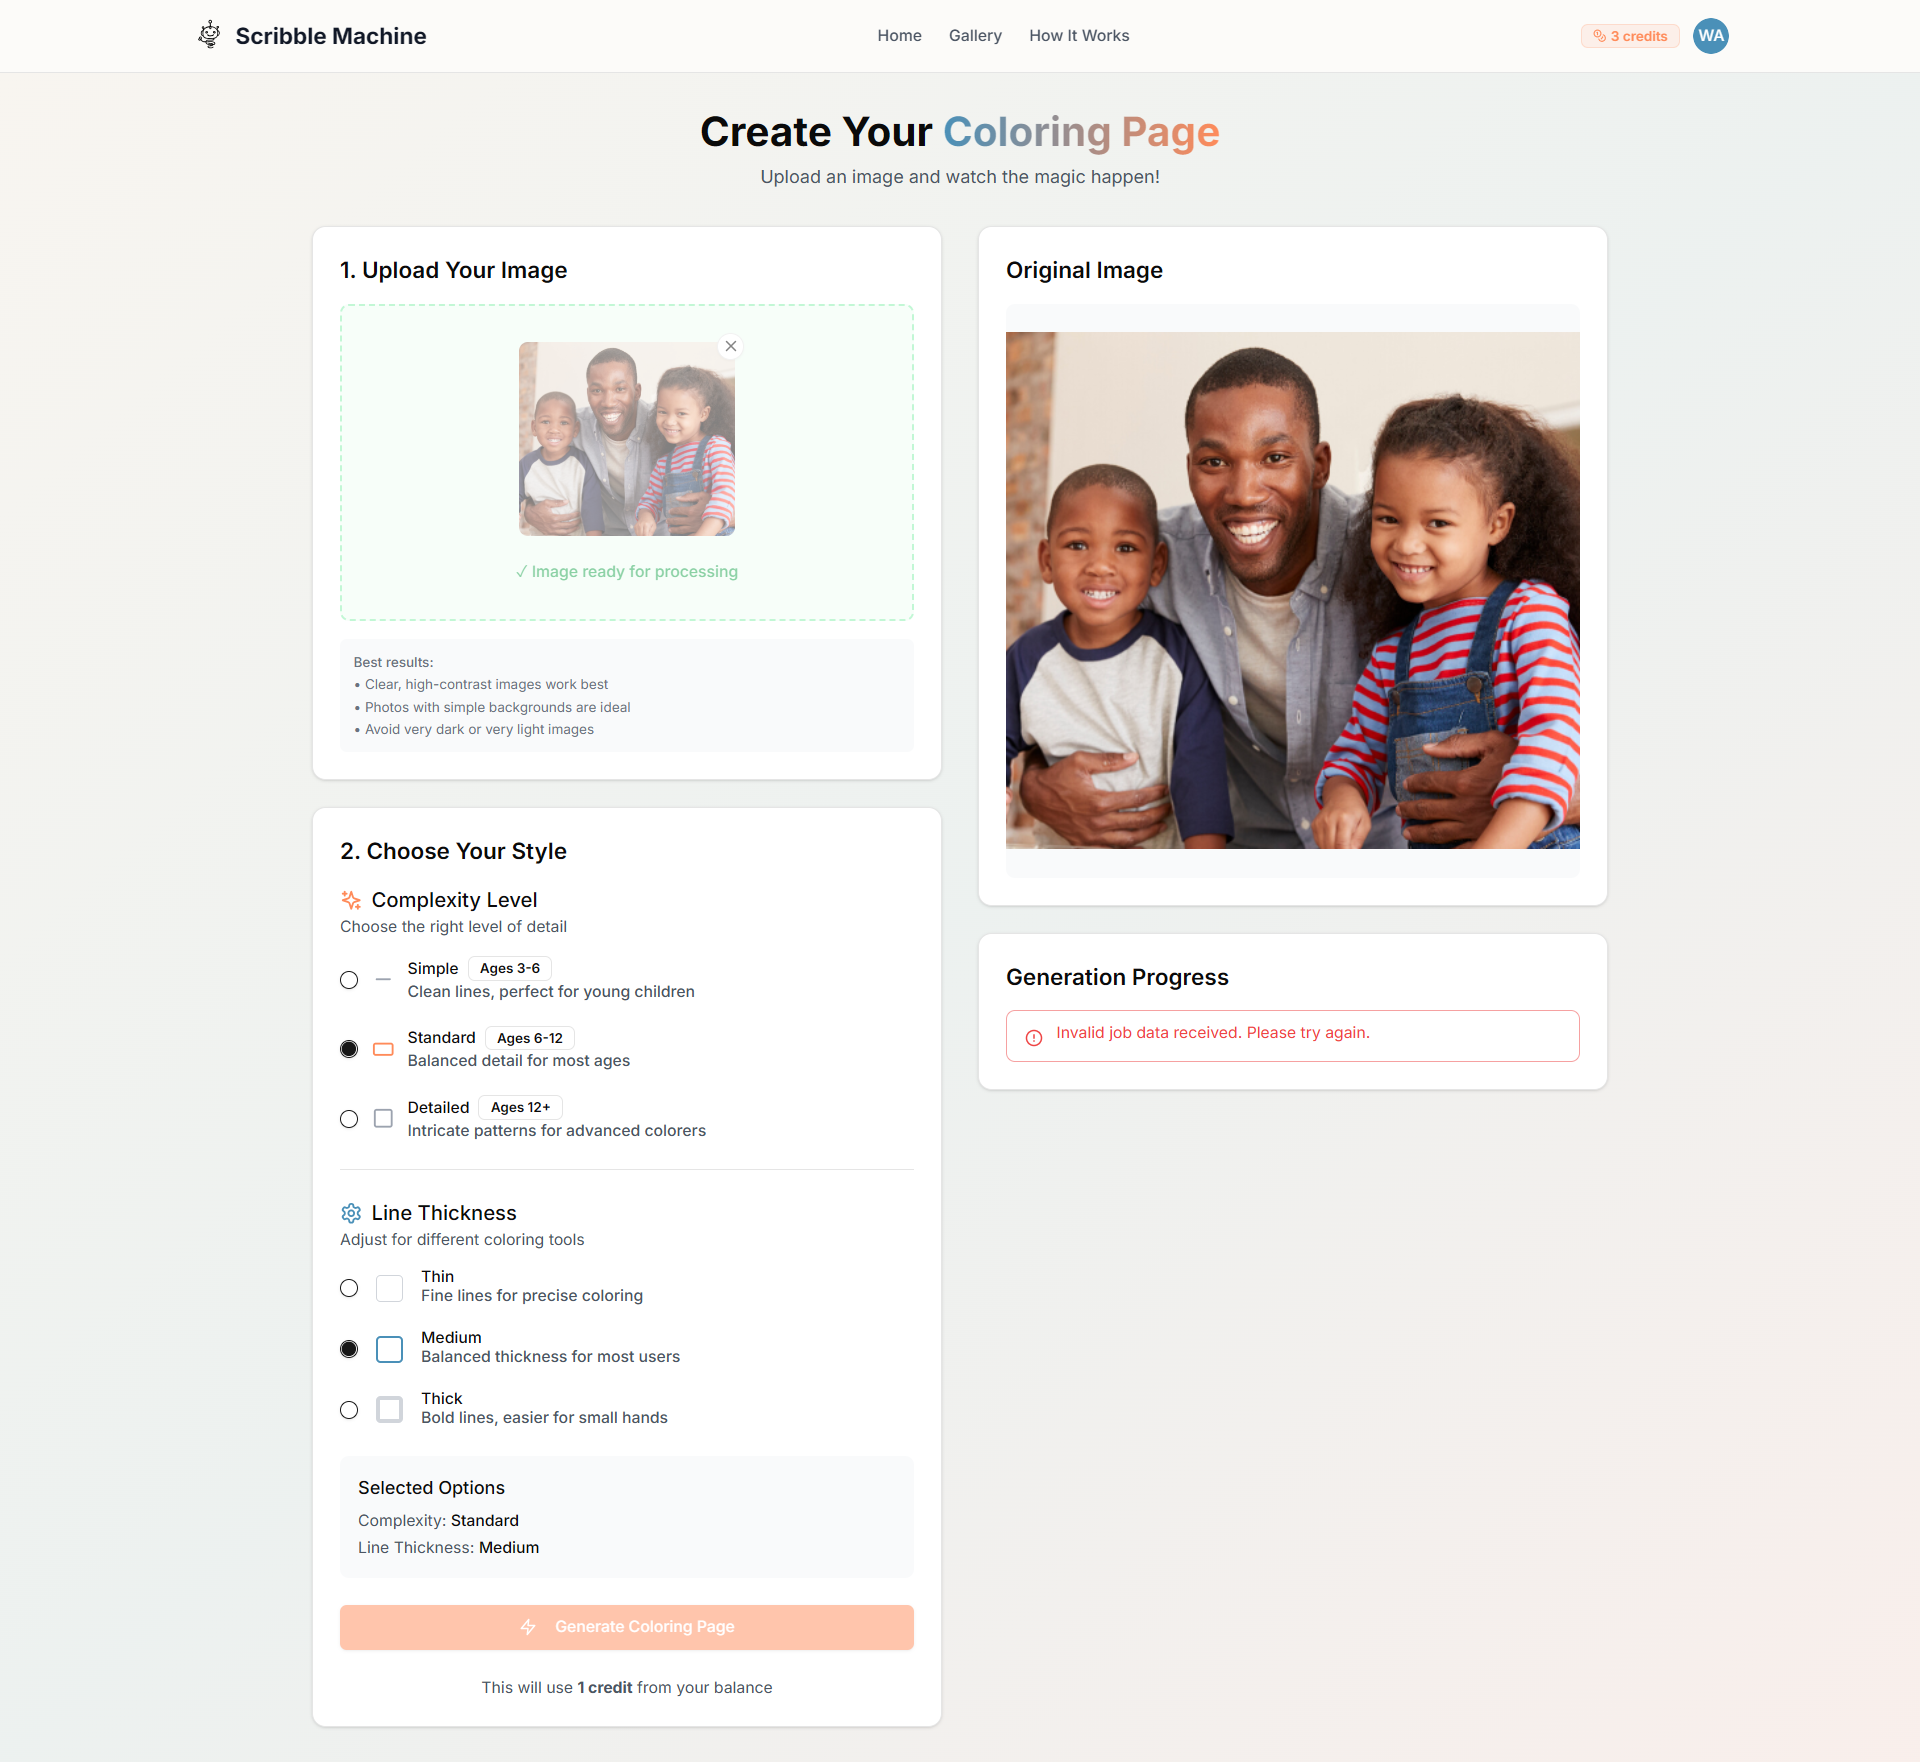 Scribble Machine
Home
Gallery
How It Works
3 credits
WA
Create Your Coloring Page
Upload an image and watch the magic happen!
1. Upload Your Image
✓ Image ready for processing
Best results:
• Clear, high-contrast images work best
• Photos with simple backgrounds are ideal
• Avoid very dark or very light images
2. Choose Your Style
Complexity Level
Choose the right level of detail
Simple
Ages 3-6
Clean lines, perfect for young children
Standard
Ages 6-12
Balanced detail for most ages
Detailed
Ages 12+
Intricate patterns for advanced colorers
Line Thickness
Adjust for different coloring tools
Thin
Fine lines for precise coloring
Medium
Balanced thickness for most users
Thick
Bold lines, easier for small hands
Selected Options
Complexity: Standard
Line Thickness: Medium
Generate Coloring Page
This will use 1 credit from your balance
Original Image
Generation Progress
Invalid job data received. Please try again.